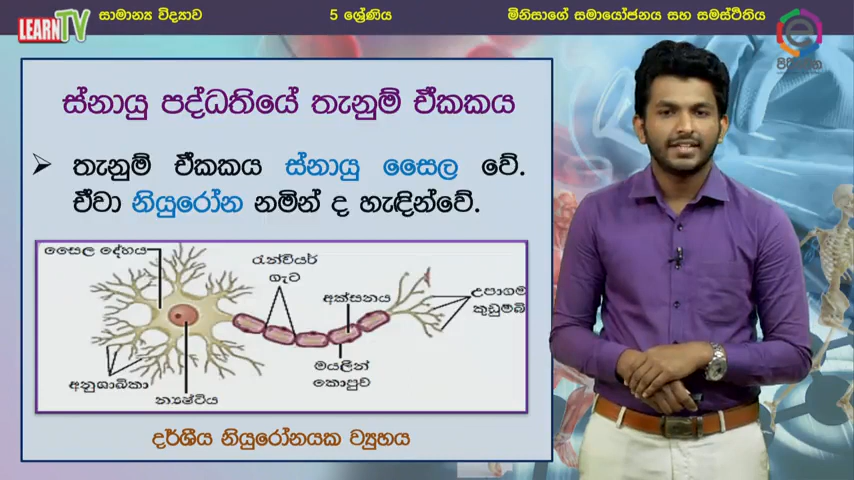 LEARN TV
සාමාන්‍ය විද්‍යාව
5 ශ්‍රේණිය
මිනිසාගේ සමායෝජනය සහ සමස්ථිතිය
ස්නායු පද්ධතියේ තැනුම් ඒකකය
තැනුම් ඒකකය ස්නායු සෛල වේ.
ඒවා නියුරෝන නමින් ද හැඳින්වේ.
සෛල දේහය
රැන්වියර්
ගැට
අක්සනය
උපාගම
කුඩුම්බි
මයලීන්
කොපුව
අනුශාඛිකා
න්‍යෂ්ටිය
දර්ශීය නියුරෝනයක ව්‍යුහය